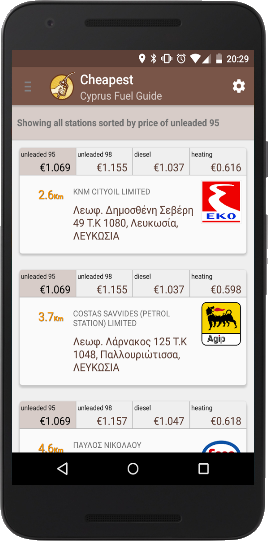 20:29
Cheapest
Cyprus Fuel Guide
Showing all stations sorted by price of unleaded 95
unleaded 95 unleaded 98 diesel heating
€1.069 €1.155 €1.037 €0.616
2.6Km KNM CITYOIL LIMITED
Λεωφ. Δημοσθένη Σεβέρη
49 Τ.Κ 1080, Λευκωσία,
ΛΕΥΚΩΣΙΑ
EKO
unleaded 95 unleaded 98 diesel heating
€1.069 €1.155 €1.037 €0.598
3.7Km COSTAS SAVVIDES (PETROL
STATION) LIMITED
Λεωφ. Λάρνακος 125 Τ.Κ
1048, Παλλουριώτισσα,
ΛΕΥΚΩΣΙΑ
Agip
unleaded 95 unleaded 98 diesel heating
€1.069 €1.157 €1.047 €0.618
4.6Km ΠΑΥΛΟΣ ΝΙΚΟΛΑΟΥ